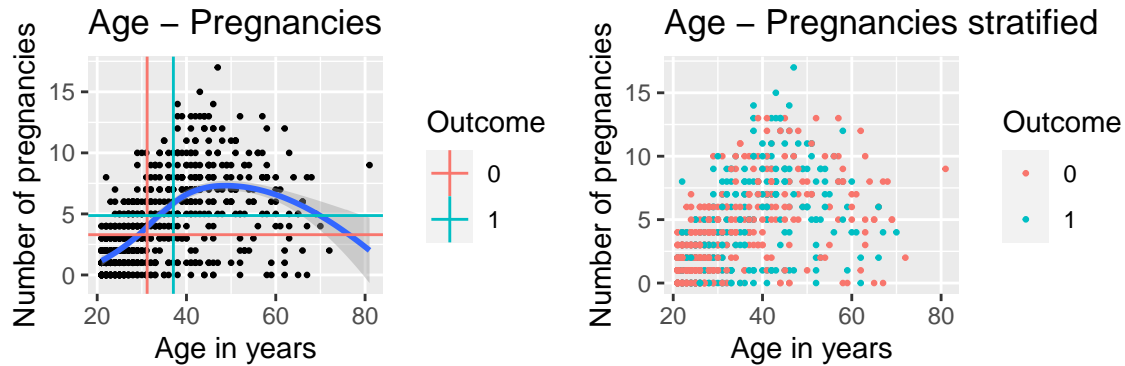 Age – Pregnancies
Number of pregnancies
15
10
5
0
20
40
60
80
Age in years
Outcome
0
1
Age – Pregnancies stratified
Number of pregnancies
15
10
5
0
20
40
60
80
Age in years
Outcome
0
1